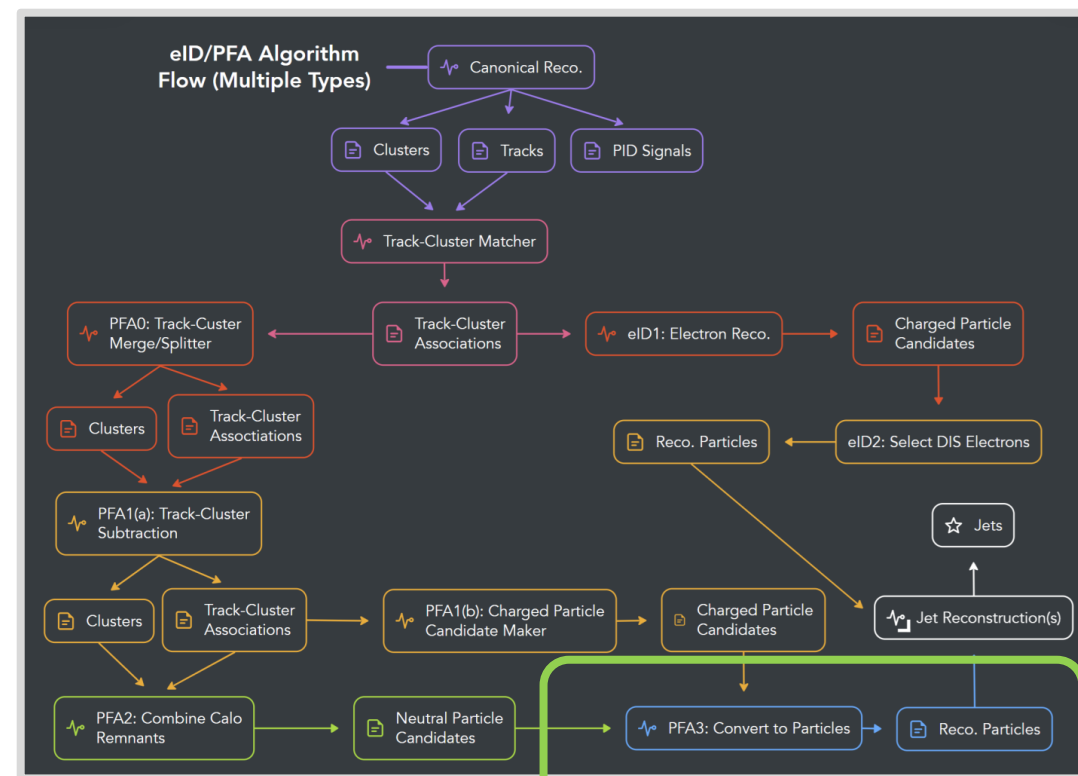 eID/PFA Algorithm
Flow (Multiple Types)
Canonical Reco.
Clusters
Tracks
PID Signals
Track-Cluster Matcher
PFA0: Track-Custer
Merge/Splitter
Track-Cluster
Associations
eID1: Electron Reco.
Charged Particle
Candidates
Clusters
Track-Cluster
Assoctiations
Reco. Particles
eID2: Select DIS Electrons
PFA1(a): Track-Cluster
Subtraction
Jets
Clusters
Track-Cluster
Associations
PFA1(b): Charged Particle
Candidate Maker
Charged Particle
Candidates
Jet Reconstruction(s)
PFA2: Combine Calo
Remnants
Neutral Particle
Candidates
PFA3: Convert to Particles
Reco. Particles